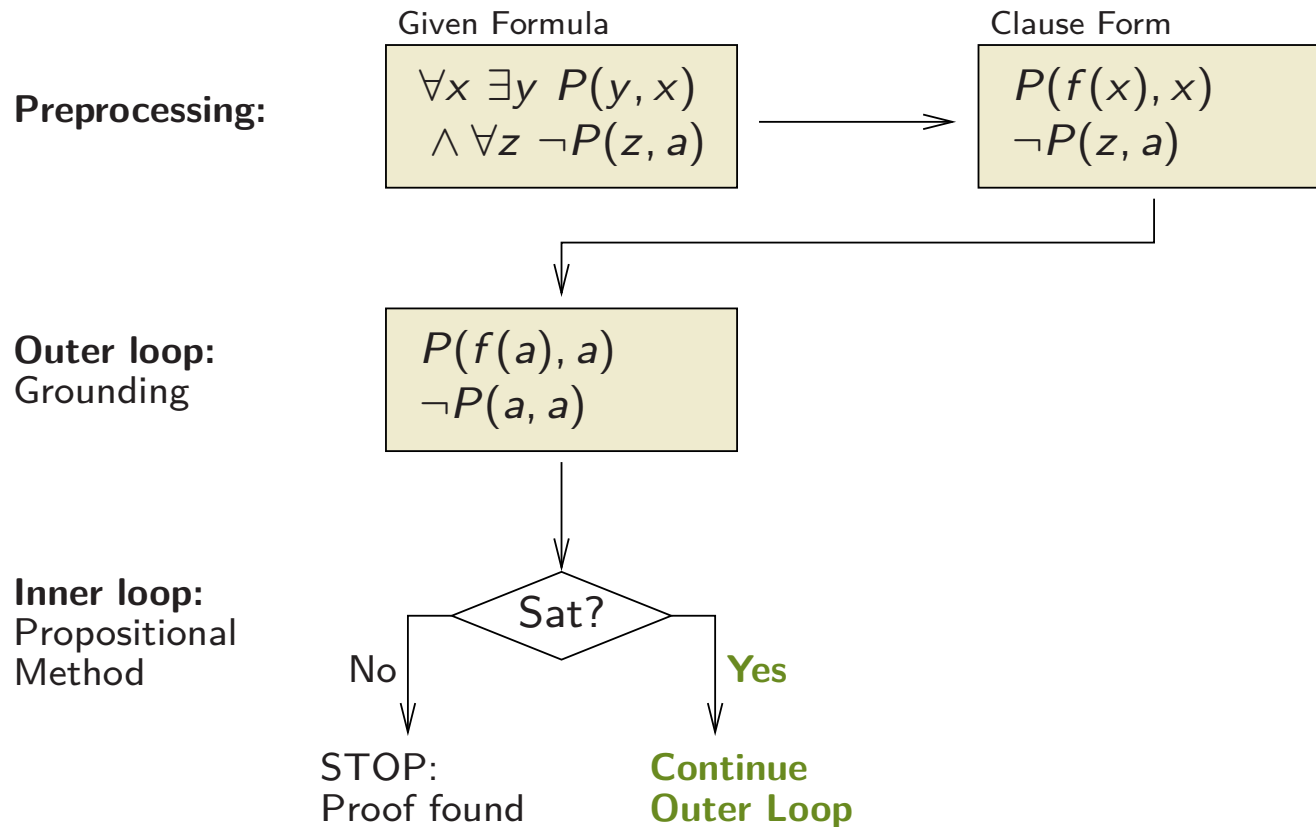 Given Formula
Clause Form
Preprocessing:
∀x ∃y P(y, x)
∧ ∀z ¬P(z, a)
P(f(x), x)
¬P(z, a)
Outer loop:
Grounding
P(f(a), a)
¬P(a, a)
Inner loop:
Propositional
Method
Sat?
No
Yes
STOP:
Proof found
Continue
Outer Loop